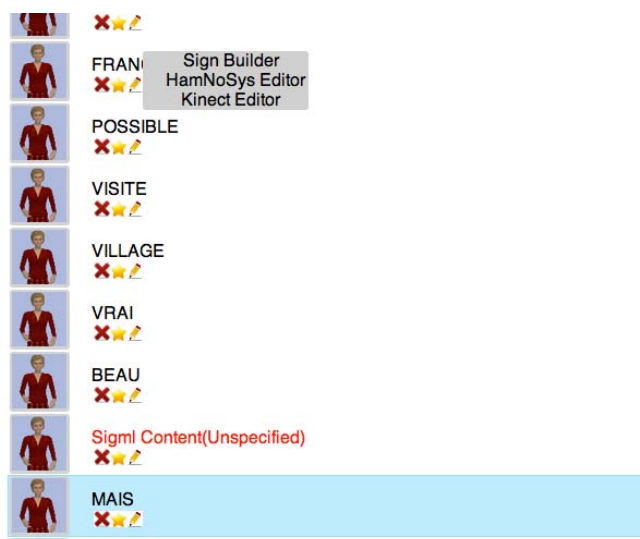 FRAN
Sign Builder
HamNoSys Editor
Kinect Editor
POSSIBLE
VISITE
VILLAGE
VRAI
BEAU
Sigml Content(Unspecified)
MAIS